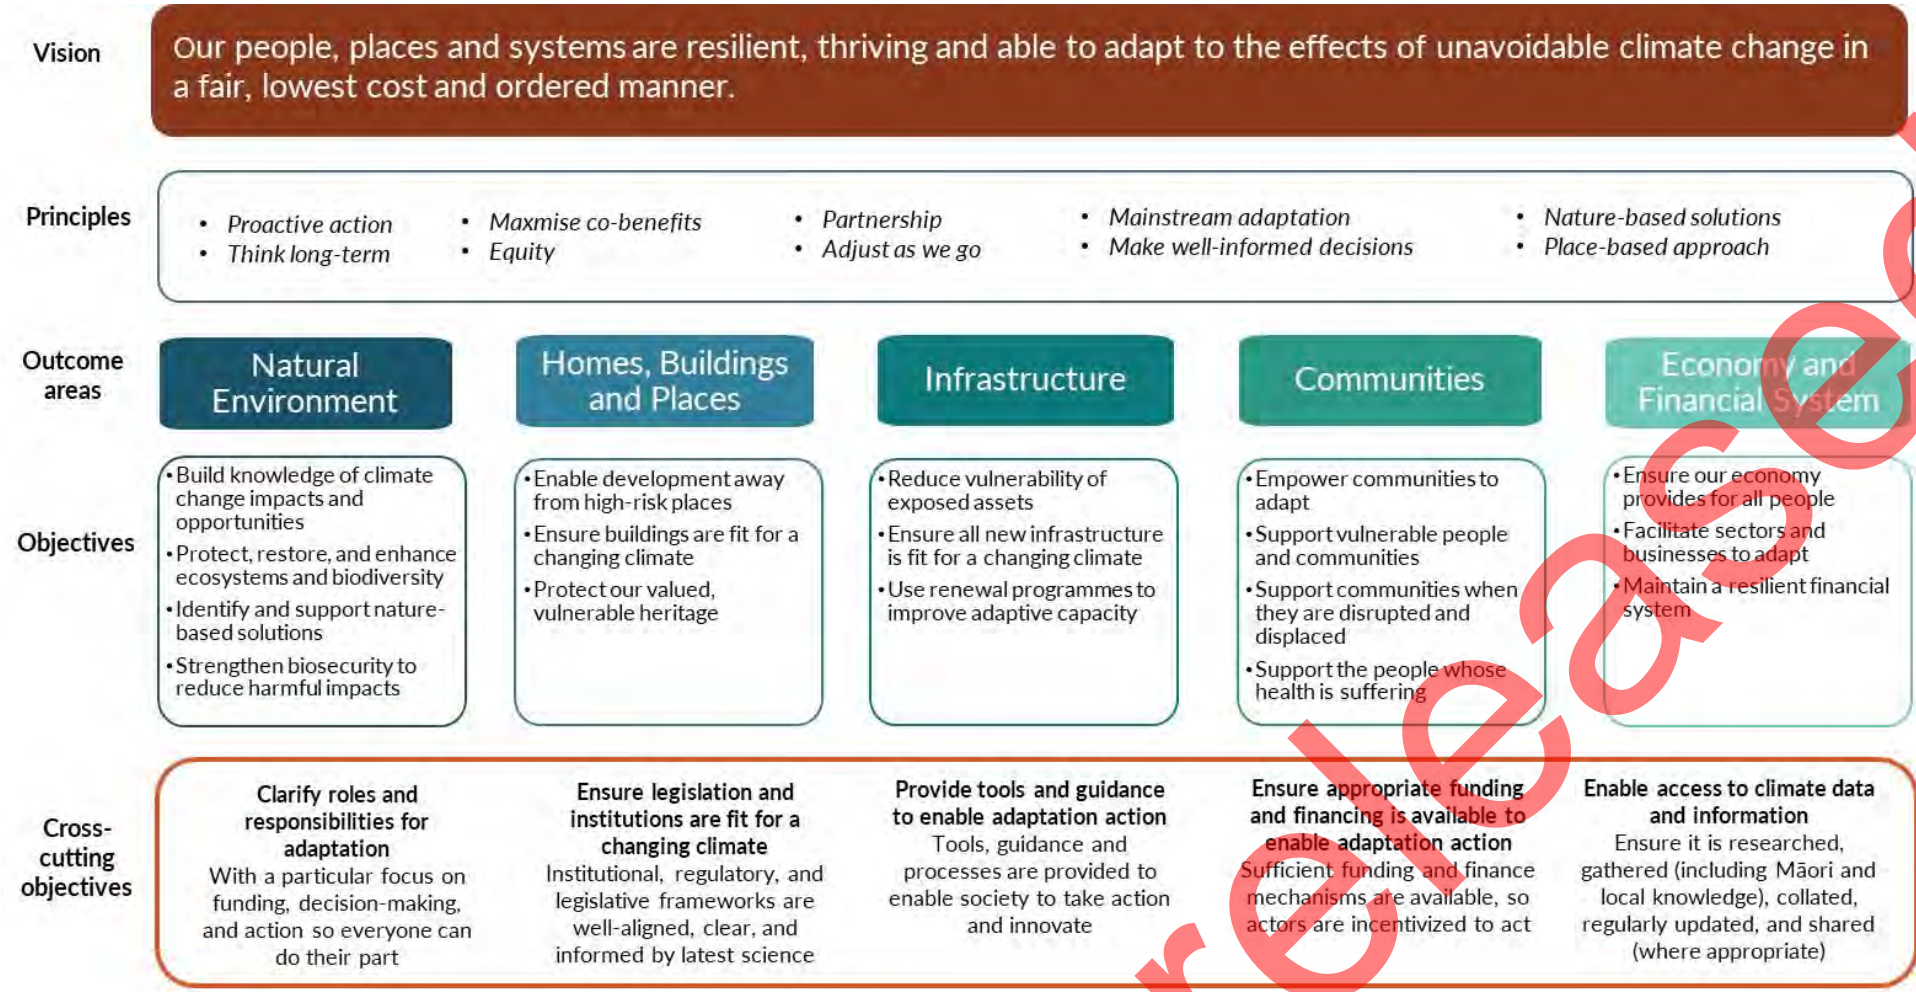 Vision
Our people, places and systems are resilient, thriving and able to adapt to the effects of unavoidable climate change in
a fair, lowest cost and ordered manner.
Principles
• Proactive action
• Think long-term
• Maxmise co-benefits
• Equity
• Partnership
• Adjust as we go
• Mainstream adaptation
• Make well-informed decisions
• Nature-based solutions
• Place-based approach
Outcome
areas
Natural
Environment
Homes, Buildings
and Places
Infrastructure
Communities
Economy and
Financial System
Objectives
• Build knowledge of climate
change impacts and
opportunities
• Protect, restore, and enhance
ecosystems and biodiversity
• Identify and support nature-
based solutions
• Strengthen biosecurity to
reduce harmful impacts
• Enable development away
from high-risk places
• Ensure buildings are fit for a
changing climate
• Protect our valued,
vulnerable heritage
• Reduce vulnerability of
exposed assets
• Ensure all new infrastructure
is fit for a changing climate
• Use renewal programmes to
improve adaptive capacity
• Empower communities to
adapt
• Support vulnerable people
and communities
• Support communities when
they are disrupted and
displaced
• Support the people whose
health is suffering
• Ensure our economy
provides for all people
• Facilitate sectors and
businesses to adapt
• Maintain a resilient financial
system
Cross-
cutting
objectives
Clarify roles and
responsibilities for
adaptation
With a particular focus on
funding, decision-making,
and action so everyone can
do their part
Ensure legislation and
institutions are fit for a
changing climate
Institutional, regulatory, and
legislative frameworks are
well-aligned, clear, and
informed by latest science
Provide tools and guidance
to enable adaptation action
Tools, guidance and
processes are provided to
enable society to take action
and innovate
Ensure appropriate funding
and financing is available to
enable adaptation action
Sufficient funding and finance
mechanisms are available, so
actors are incentivized to act
Enable access to climate data
and information
Ensure it is researched,
gathered (including Māori and
local knowledge), collated,
regularly updated, and shared
(where appropriate)
released